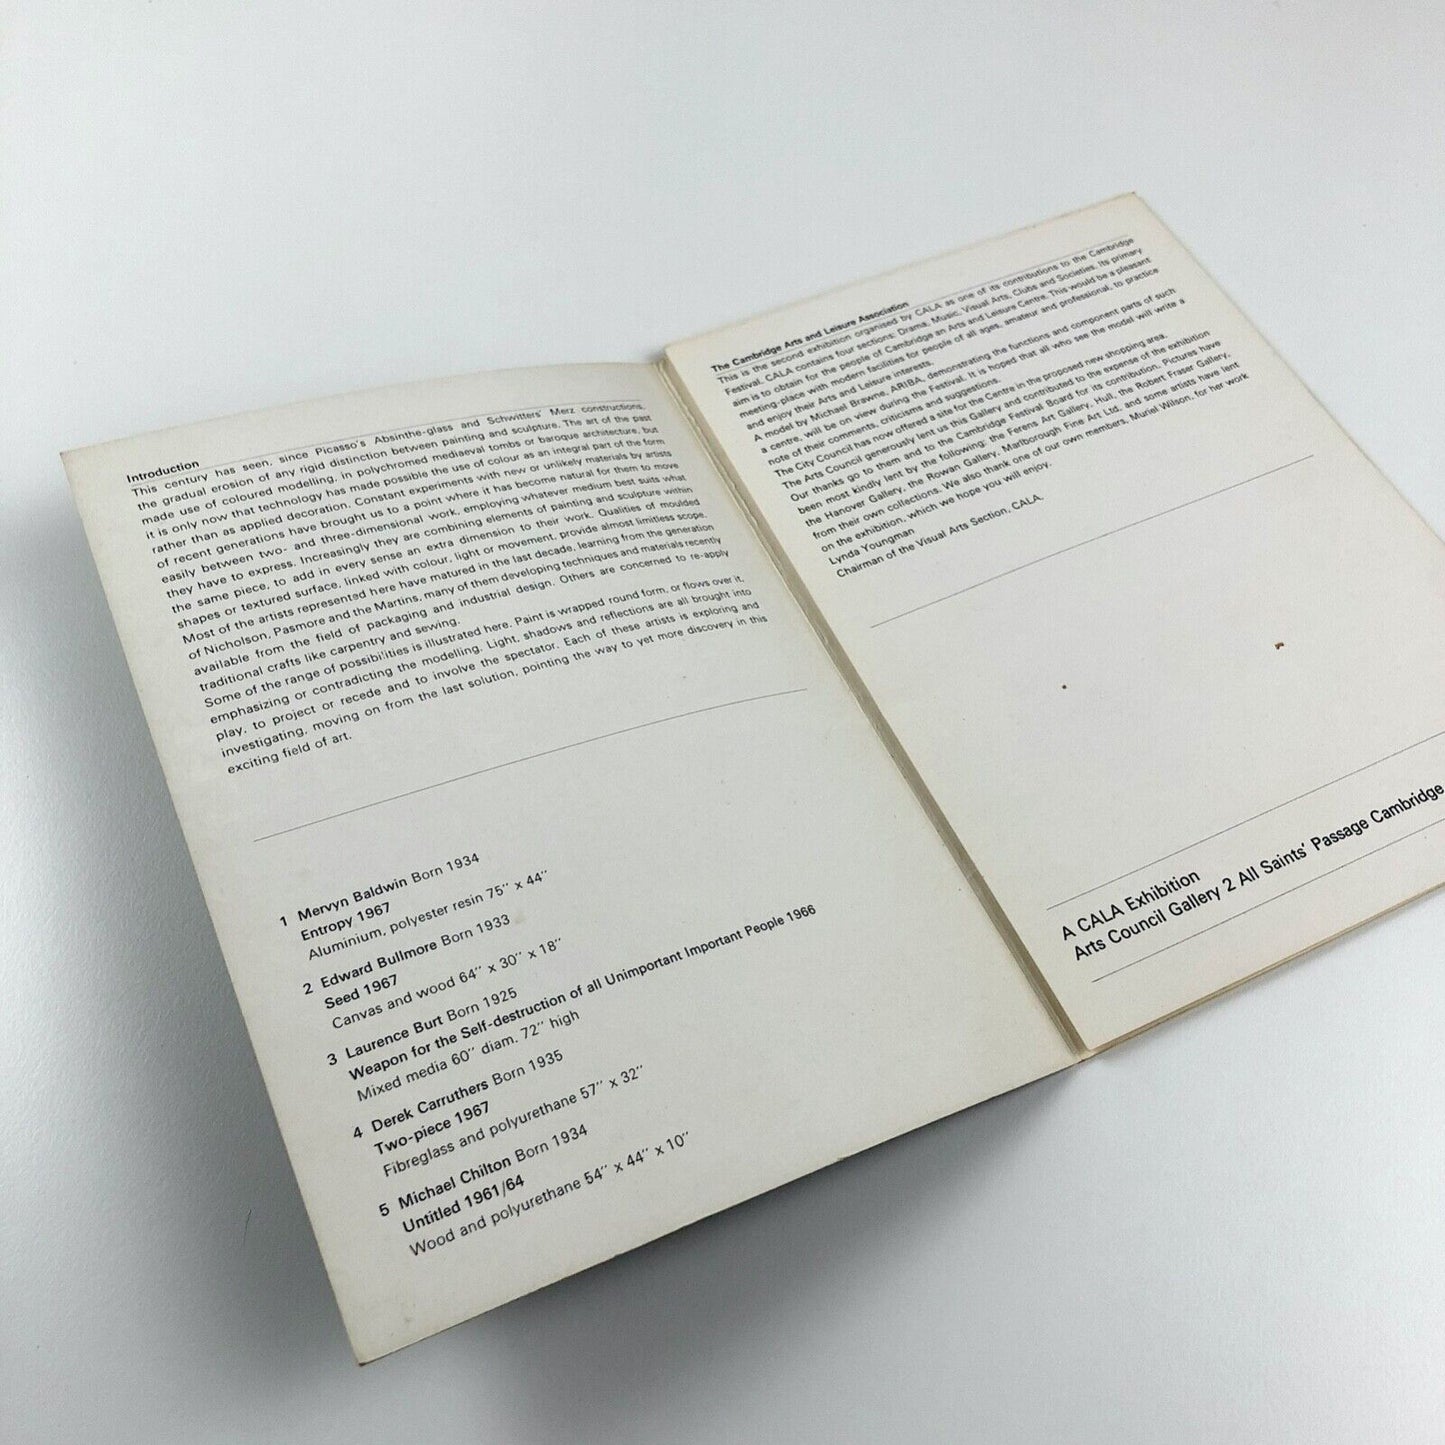 Introduction
This century has seen, since Picasso's Absinthe-glass and Schwitters' Merz constructions,
the gradual erosion of any rigid distinction between painting and sculpture. The art of the past
made use of coloured modelling, in polychromed mediaeval tombs or baroque architecture, but
it is only now that technology has made possible the use of colour as an integral part of the form
rather than as applied decoration. Constant experiments with new or unlikely materials by artists
of recent generations have brought us to a point where it has become natural for them to move
easily between two- and three-dimensional work, employing whatever medium best suits what
they have to express. Increasingly they are combining elements of painting and sculpture within
the same piece, to add in every sense an extra dimension to their work. Qualities of moulded
shapes or textured surface, linked with colour, light or movement, provide almost limitless scope.
Most of the artists represented here have matured in the last decade, learning from the generation
of Nicholson, Pasmore and the Martins, many of them developing techniques and materials recently
available from the field of packaging and industrial design. Others are concerned to re-apply
traditional crafts like carpentry and sewing.
Some of the range of possibilities is illustrated here. Paint is wrapped round form, or flows over it,
emphasizing or contradicting the modelling. Light, shadows and reflections are all brought into
play, to project or recede and to involve the spectator. Each of these artists is exploring and
investigating, moving on from the last solution, pointing the way to yet more discovery in this
exciting field of art.
1 Mervyn Baldwin Born 1934
Entropy 1967
Aluminium, polyester resin 75" x 44"
2 Edward Bullmore Born 1933
Seed 1967
Canvas and wood 64" x 30" x 18"
3 Laurence Burt Born 1925
Weapon for the Self-destruction of all Unimportant Important People 1966
Mixed media 60" diam. 72" high
4 Derek Carruthers Born 1935
Two-piece 1967
Fibreglass and polyurethane 57" x 32"
5 Michael Chilton Born 1934
Untitled 1961/64
Wood and polyurethane 54" x 44" x 10"
The Cambridge Arts and Leisure Association
This is the second exhibition organised by CALA as one of its contributions to the Cambridge
Festival. CALA contains four sections: Drama, Music, Visual Arts, Clubs and Societies. Its primary
aim is to obtain for the people of Cambridge an Arts and Leisure Centre. This would be a pleasant
meeting-place with modern facilities for people of all ages, amateur and professional, to practice
and enjoy their Arts and Leisure interests.
A model by Michael Brawne, ARIBA, demonstrating the functions and component parts of such
a centre, will be on view during the Festival. It is hoped that all who see the model will write a
note of their comments, criticisms and suggestions.
The City Council has now offered a site for the Centre in the proposed new shopping area.
The Arts Council generously lent us this Gallery and contributed to the expense of the exhibition
Our thanks go to them and to the Cambridge Festival Board for its contribution. Pictures have
been most kindly lent by the following: the Ferens Art Gallery, Hull, the Robert Fraser Gallery,
the Hanover Gallery, the Rowan Gallery, Marlborough Fine Art Ltd, and some artists have lent
from their own collections. We also thank one of our own members, Muriel Wilson, for her work
on the exhibition, which we hope you will enjoy.
Lynda Youngman
Chairman of the Visual Arts Section, CALA.
A CALA Exhibition
Arts Council Gallery 2 All Saints' Passage Cambridge